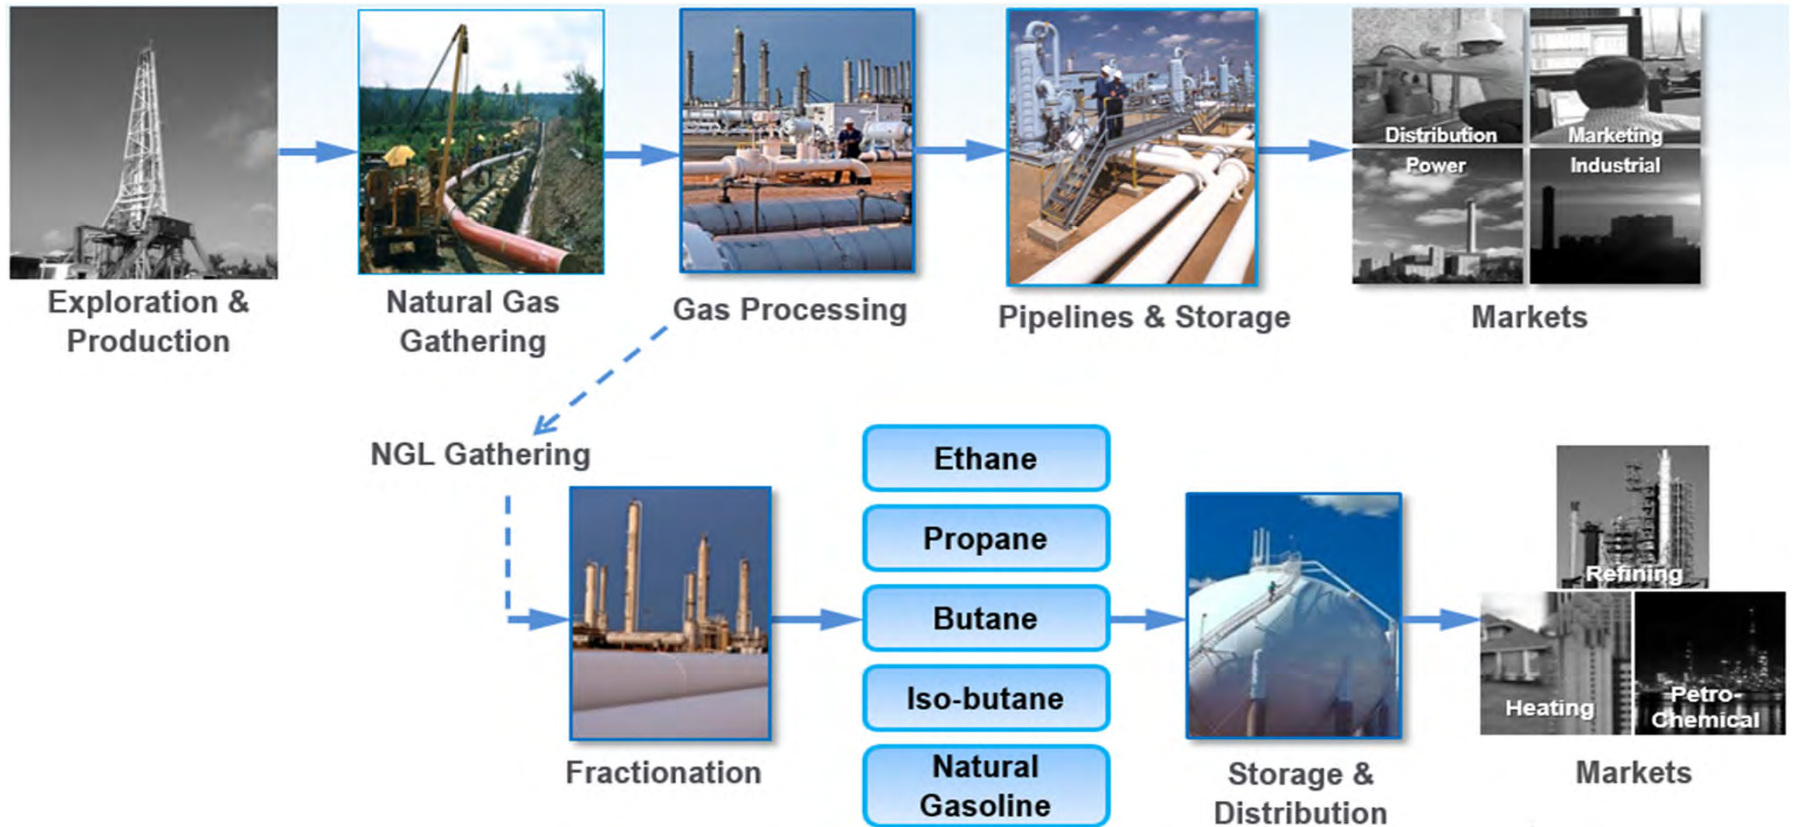 Distribution
Marketing
Power
Industrial
Exploration &
Production
Natural Gas
Gathering
Gas Processing
Pipelines & Storage
Markets
NGL Gathering
Ethane
Propane
Butane
Iso-butane
Natural
Gasoline
Fractionation
Storage &
Distribution
Refining
Heating
Petro-
Chemical
Markets